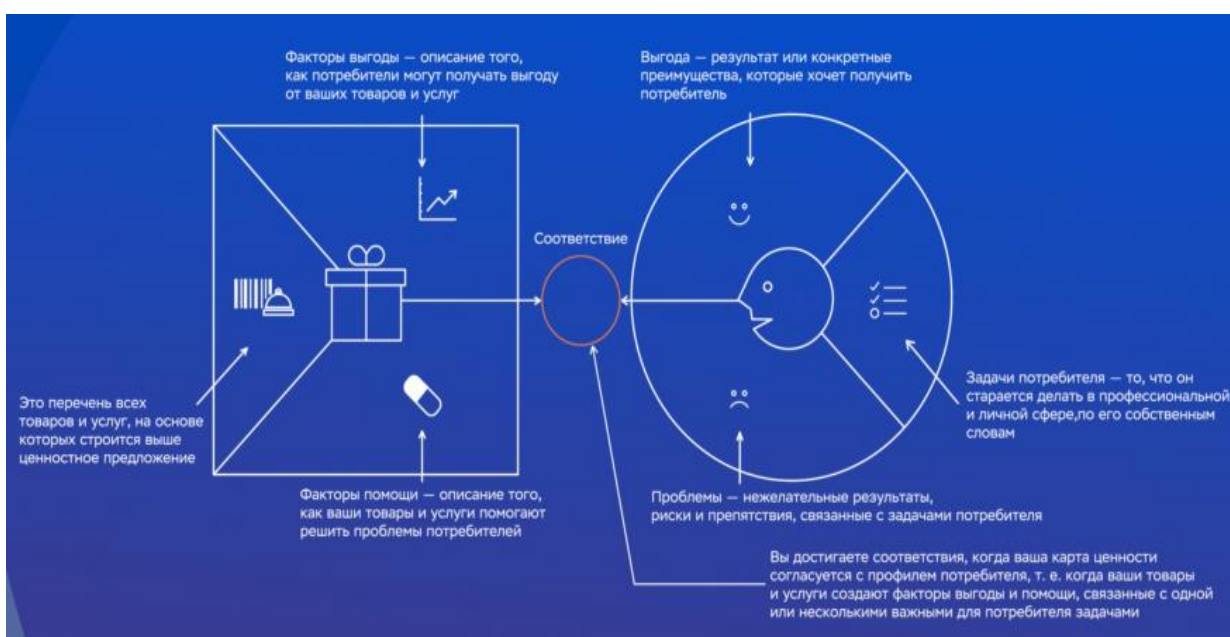 Факторы выгоды — описание того,
как потребители могут получать выгоду
от ваших товаров и услуг
Выгода — результат или конкретные
преимущества, которые хочет получить
потребитель
Соответствие
Это перечень всех
товаров и услуг, на основе
которых строится выше
ценностное предложение
Задачи потребителя — то, что он
старается делать в профессиональной
и личной сфере,по его собственным
словам
Факторы помощи — описание того,
как ваши товары и услуги помогают
решить проблемы потребителей
Проблемы — нежелательные результаты,
риски и препятствия, связанные с задачами потребителя
Вы достигаете соответствия, когда ваша карта ценности
согласуется с профилем потребителя, т. е. когда ваши товары
и услуги создают факторы выгоды и помощи, связанные с одной
или несколькими важными для потребителя задачами